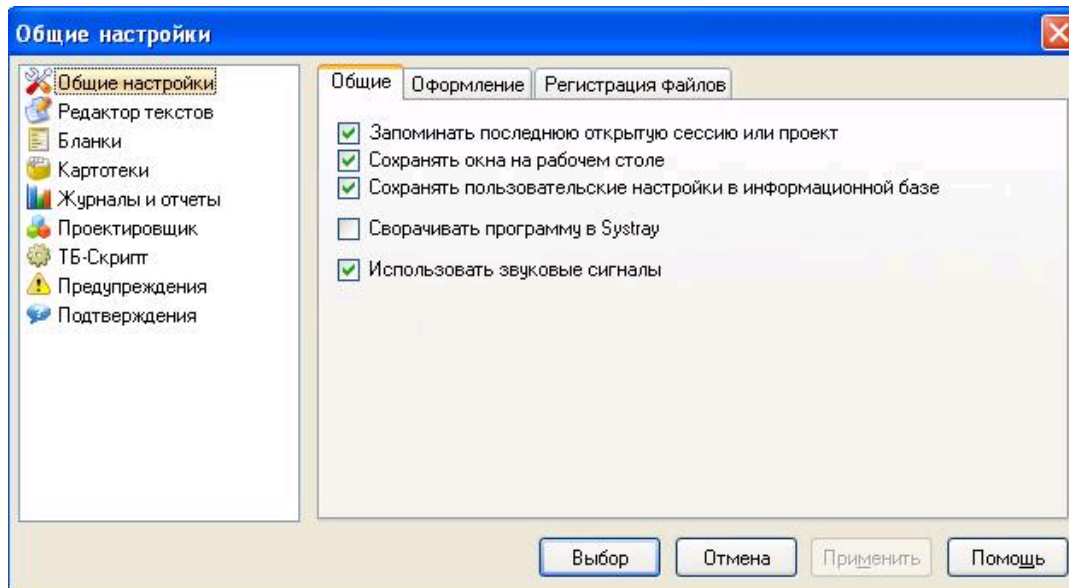 Общие настройки
Общие настройки
Редактор текстов
Бланки
Картотеки
Журналы и отчеты
Проектировщик
ТБ-Скрипт
Предупреждения
Подтверждения
Общие Оформление Регистрация файлов
Запоминать последнюю открытую сессию или проект
Сохранять окна на рабочем столе
Сохранять пользовательские настройки в информационной базе
Сворачивать программу в Systray
Использовать звуковые сигналы
Выбор Отмена Применить Помощь